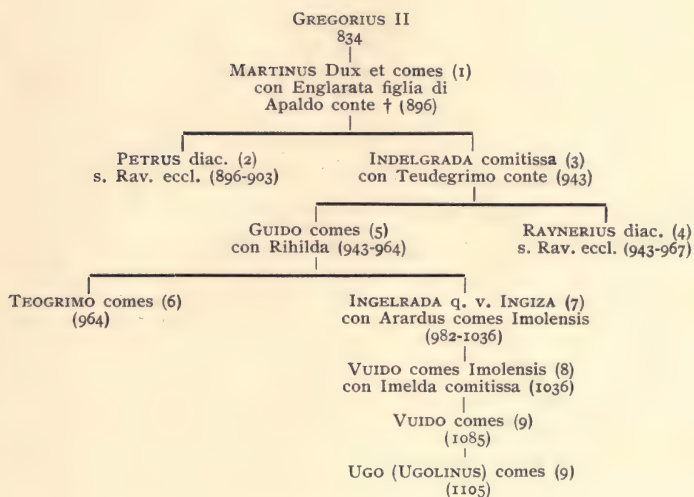 GREGORIUS II
834
MARTINUS Dux et comes (1)
con Englarata figlia di
Apaldo conte † (896)
PETRUS diac. (2)
s. Rav. eccl. (896-903)
INDELGRADA comitissa (3)
con Teudegrimo conte (943)
GUIDO comes (5)
con Rihilda (943-964)
RAYNERIUS diac. (4)
s. Rav. eccl. (943-967)
TEOGRIMO comes (6)
(964)
INGELRADA q. v. INGIZA (7)
con Arardus comes Imolensis
(982-1036)
VUIDO comes Imolensis (8)
con Imelda comitissa (1036)
VUIDO comes (9)
(1085)
UGO (UGOLINUS) comes (9)
(1105)